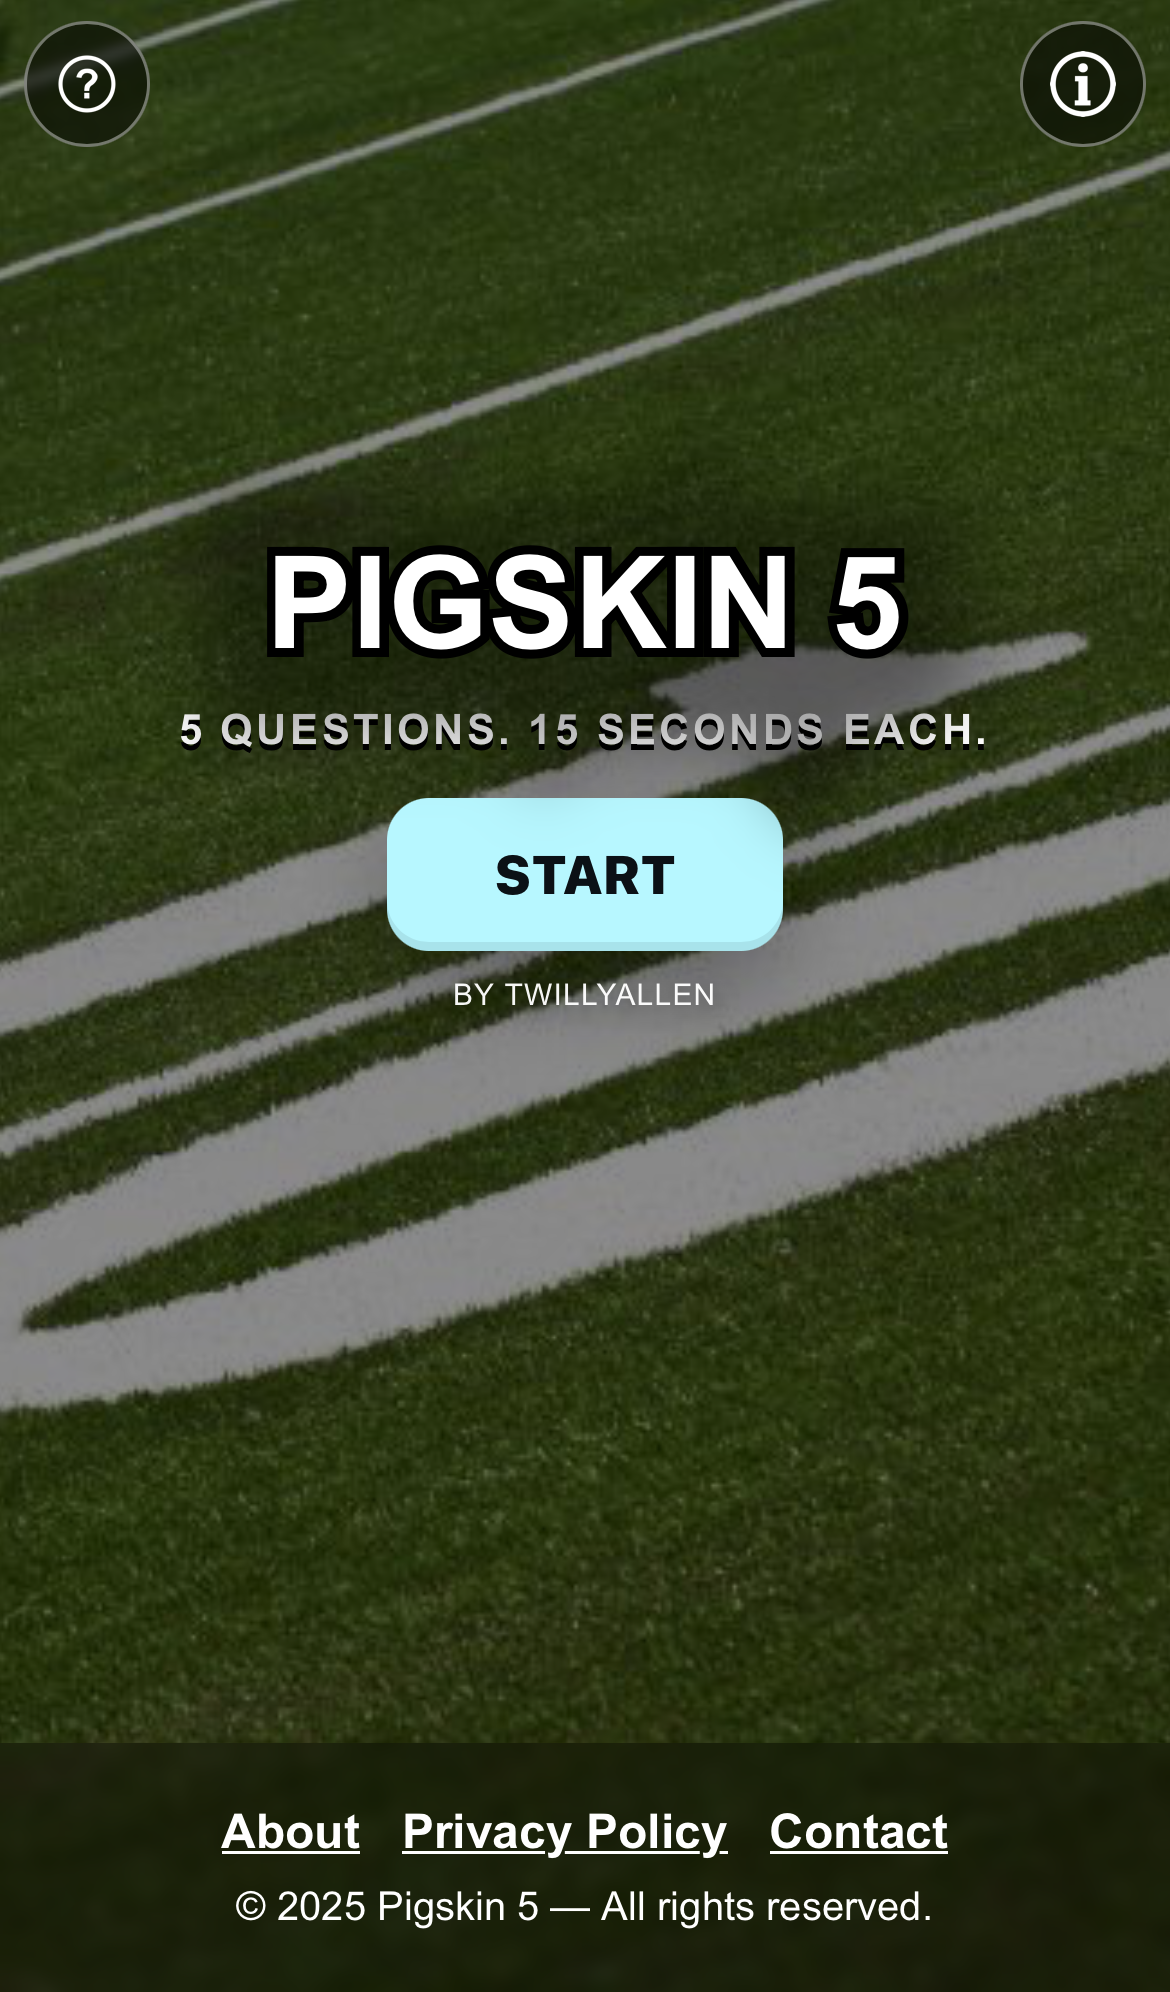 PIGSKIN 5
5 QUESTIONS. 15 SECONDS EACH.
START
BY TWILLYALLEN
About Privacy Policy Contact
© 2025 Pigskin 5 — All rights reserved.